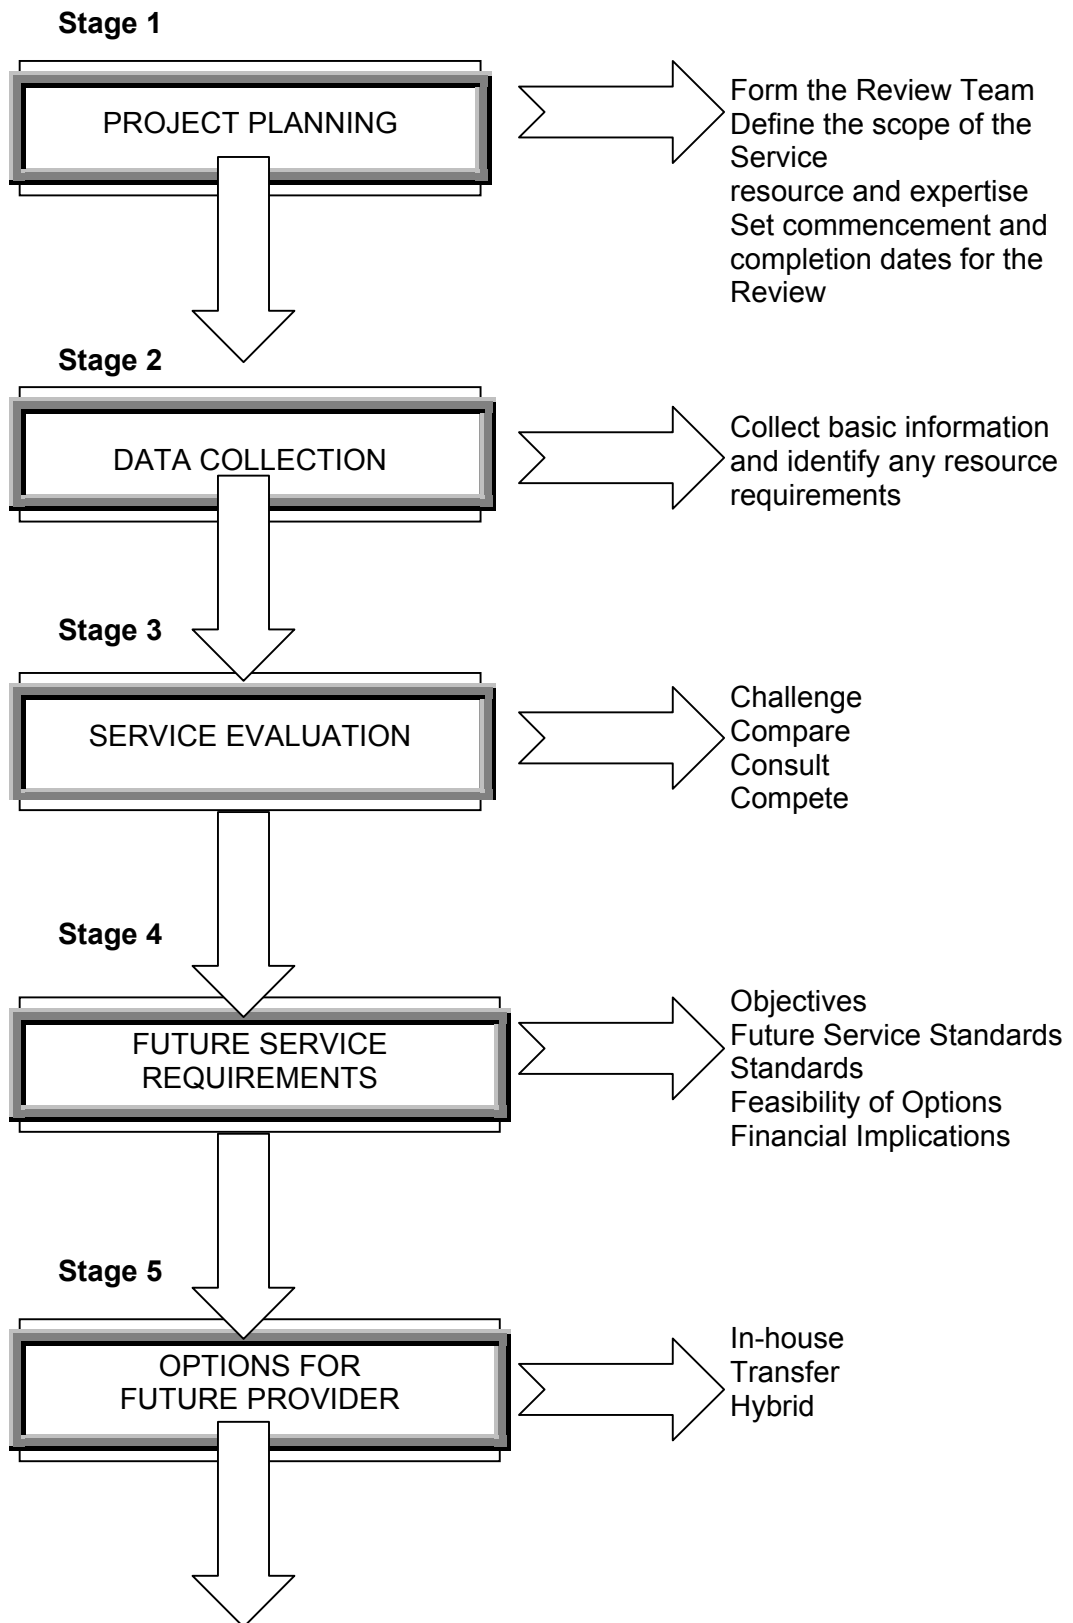 Stage 1
PROJECT PLANNING
Form the Review Team
Define the scope of the
Service
resource and expertise
Set commencement and
completion dates for the
Review
Stage 2
DATA COLLECTION
Collect basic information
and identify any resource
requirements
Stage 3
SERVICE EVALUATION
Challenge
Compare
Consult
Compete
Stage 4
FUTURE SERVICE
REQUIREMENTS
Objectives
Future Service Standards
Standards
Feasibility of Options
Financial Implications
Stage 5
OPTIONS FOR
FUTURE PROVIDER
In-house
Transfer
Hybrid